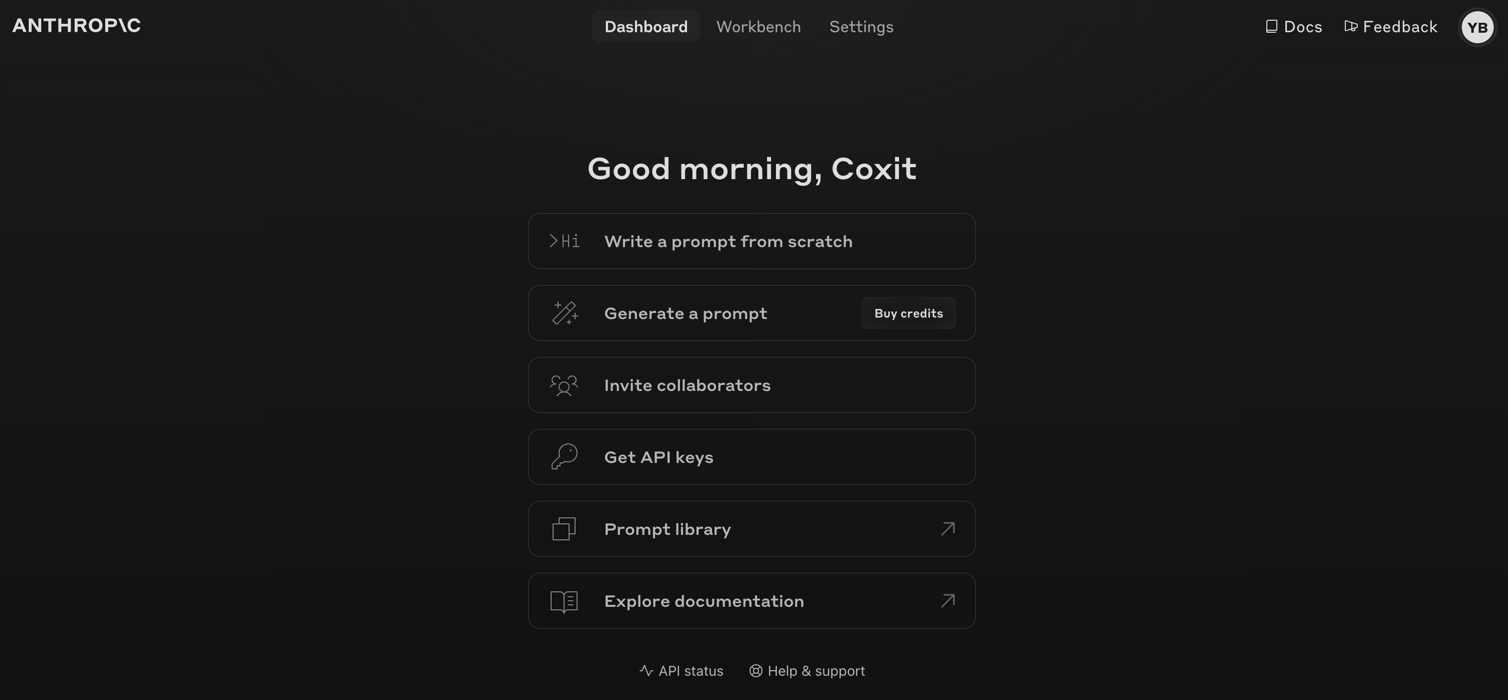 ANTHROP\C
Dashboard Workbench Settings
Docs Feedback YB
Good morning, Coxit
>Hi Write a prompt from scratch
Generate a prompt Buy credits
Invite collaborators
Get API keys
Prompt library
Explore documentation
API status Help & support